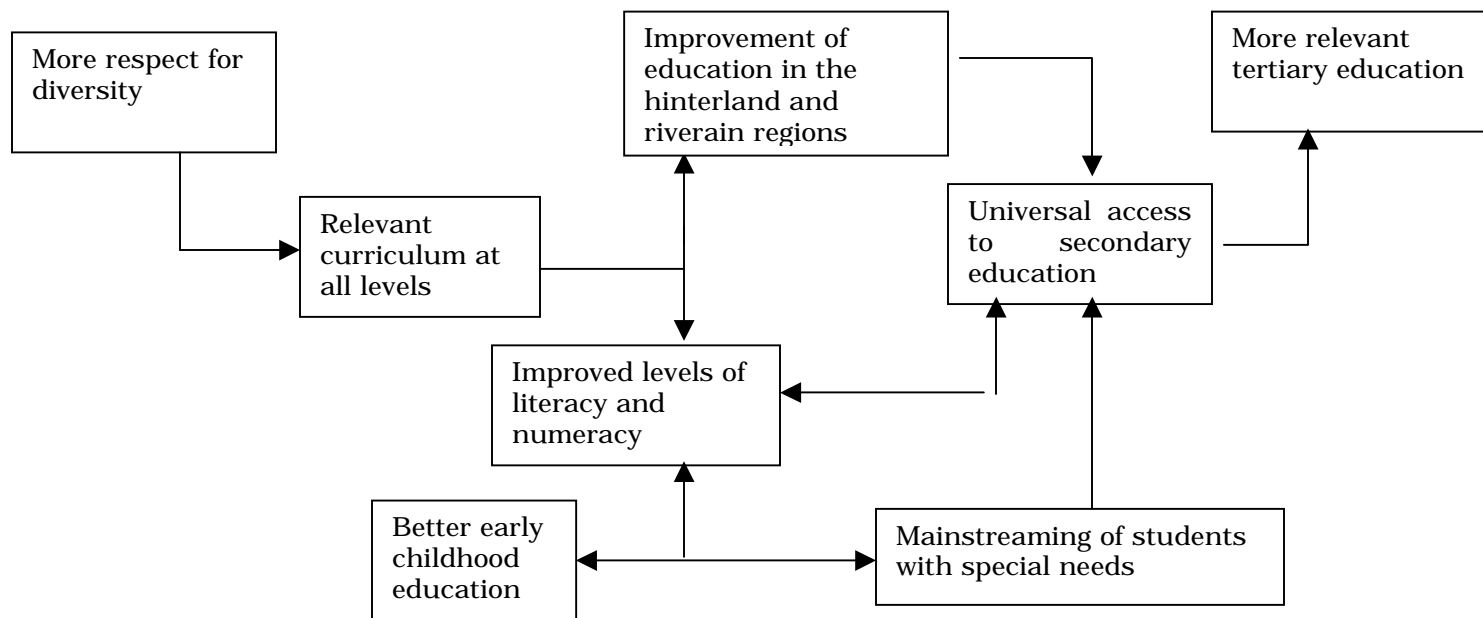 More respect for
diversity
Improvement of
education in the
hinterland and
riverain regions
More relevant
tertiary education
Relevant
curriculum at
all levels
Universal access
to secondary
education
Improved levels of
literacy and
numeracy
Better early
childhood
education
Mainstreaming of students
with special needs